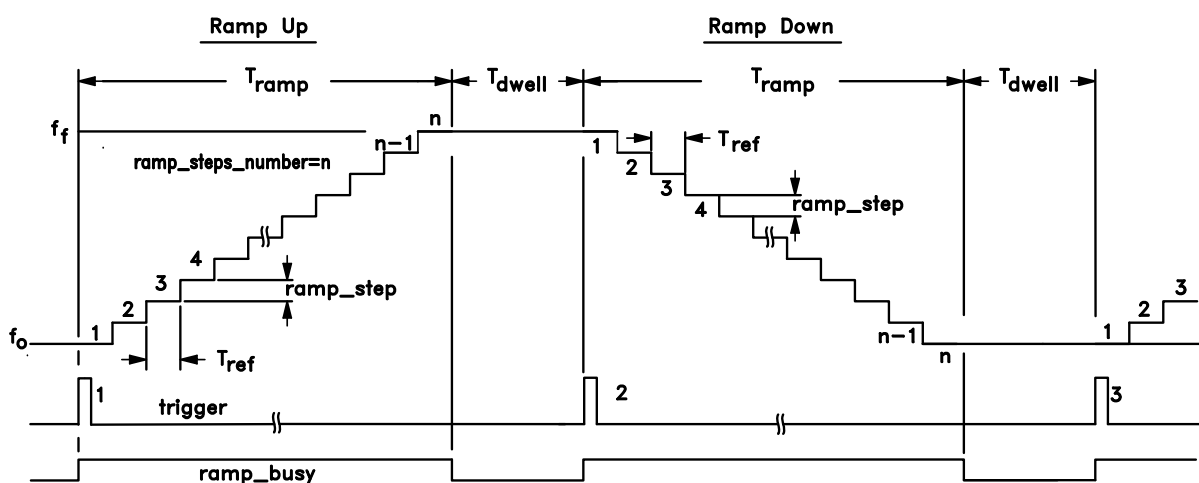 Ramp Up
Ramp Down
Tramp
Tdwell
Tramp
Tdwell
ff
n
n-1
ramp_steps_number=n
1
2
3
4
Tref
ramp_step
4
3
ramp_step
2
1
fo
Tref
n-1
n
1
2
3
1
trigger
2
3
ramp_busy